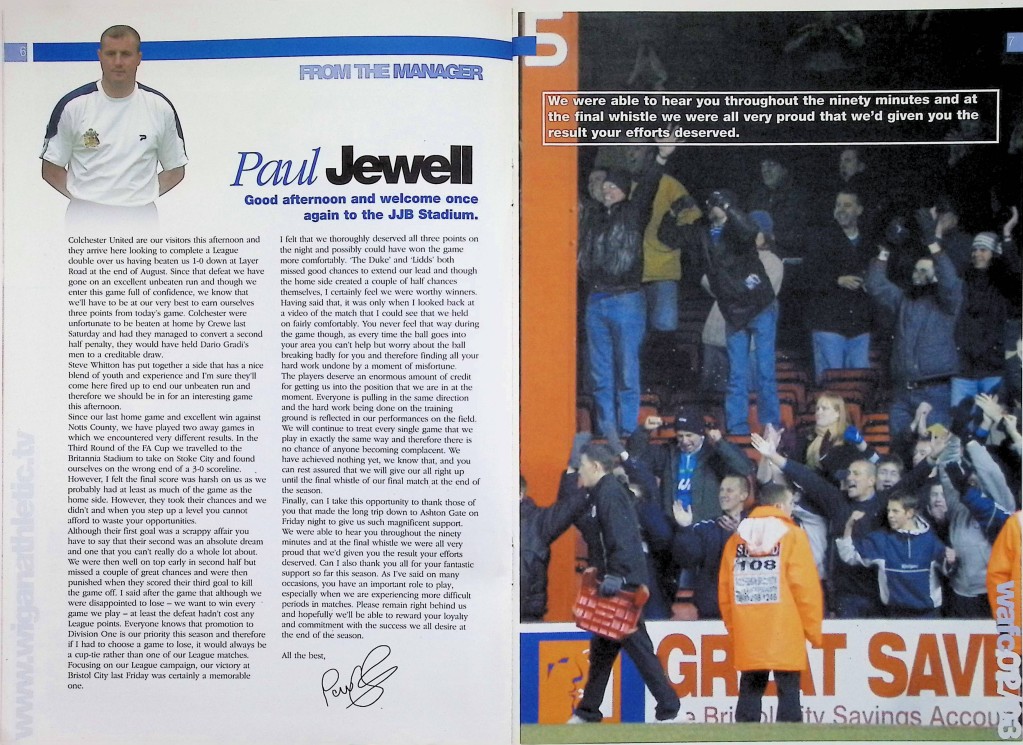 6
FROM THE MANAGER
Paul Jewell
Good afternoon and welcome once
again to the JJB Stadium.
Colchester United are our visitors this afternoon and
they arrive here looking to complete a League
double over us having beaten us 1-0 down at Layer
Road at the end of August. Since that defeat we have
gone on an excellent unbeaten run and though we
enter this game full of confidence, we know that
we'll have to be at our very best to earn ourselves
three points from today's game. Colchester were
unfortunate to be beaten at home by Crewe last
Saturday and had they managed to convert a second
half penalty, they would have held Dario Gradi's
men to a creditable draw.
Steve Whitton has put together a side that has a nice
blend of youth and experience and I'm sure they'll
come here fired up to end our unbeaten run and
therefore we should be in for an interesting game
this afternoon.
Since our last home game and excellent win against
Notts County, we have played two away games in
which we encountered very different results. In the
Third Round of the FA Cup we travelled to the
Britannia Stadium to take on Stoke City and found
ourselves on the wrong end of a 3-0 scoreline.
However, I felt the final score was harsh on us as we
probably had at least as much of the game as the
home side. However, they took their chances and we
didn't and when you step up a level you cannot
afford to waste your opportunities.
Although their first goal was a scrappy affair you
have to say that their second was an absolute dream
and one that you can't really do a whole lot about.
We were then well on top early in second half but
missed a couple of great chances and were then
punished when they scored their third goal to kill
the game off. I said after the game that although we
were disappointed to lose – we want to win every
game we play – at least the defeat hadn't cost any
League points. Everyone knows that promotion to
Division One is our priority this season and therefore
if I had to choose a game to lose, it would always be
a cup-tie rather than one of our League matches.
Focusing on our League campaign, our victory at
Bristol City last Friday was certainly a memorable
one.
I felt that we thoroughly deserved all three points on
the night and possibly could have won the game
more comfortably. 'The Duke' and 'Lidds' both
missed good chances to extend our lead and though
the home side created a couple of half chances
themselves, I certainly feel we were worthy winners.
Having said that, it was only when I looked back at
a video of the match that I could see that we held
on fairly comfortably. You never feel that way during
the game though, as every time the ball goes into
your area you can't help but worry about the ball
breaking badly for you and therefore finding all your
hard work undone by a moment of misfortune.
The players deserve an enormous amount of credit
for getting us into the position that we are in at the
moment. Everyone is pulling in the same direction
and the hard work being done on the training
ground is reflected in our performances on the field.
We will continue to treat every single game that we
play in exactly the same way and therefore there is
no chance of anyone becoming complacent. We
have achieved nothing yet, we know that, and you
can rest assured that we will give our all right up
until the final whistle of our final match at the end of
the season.
Finally, can I take this opportunity to thank those of
you that made the long trip down to Ashton Gate on
Friday night to give us such magnificent support.
We were able to hear you throughout the ninety
minutes and at the final whistle we were all very
proud that we'd given you the result your efforts
deserved. Can I also thank you all for your fantastic
support so far this season. As I've said on many
occasions, you have an important role to play,
especially when we are experiencing more difficult
periods in matches. Please remain right behind us
and hopefully we'll be able to reward your loyalty
and commitment with the success we all desire at
the end of the season.
All the best,
Paul
www.wiganathletic.tv
7
We were able to hear you throughout the ninety minutes and at
the final whistle we were all very proud that we'd given you the
result your efforts deserved.
108
GREAT SAVE
Bristol City Savings Accou
wafc02/03